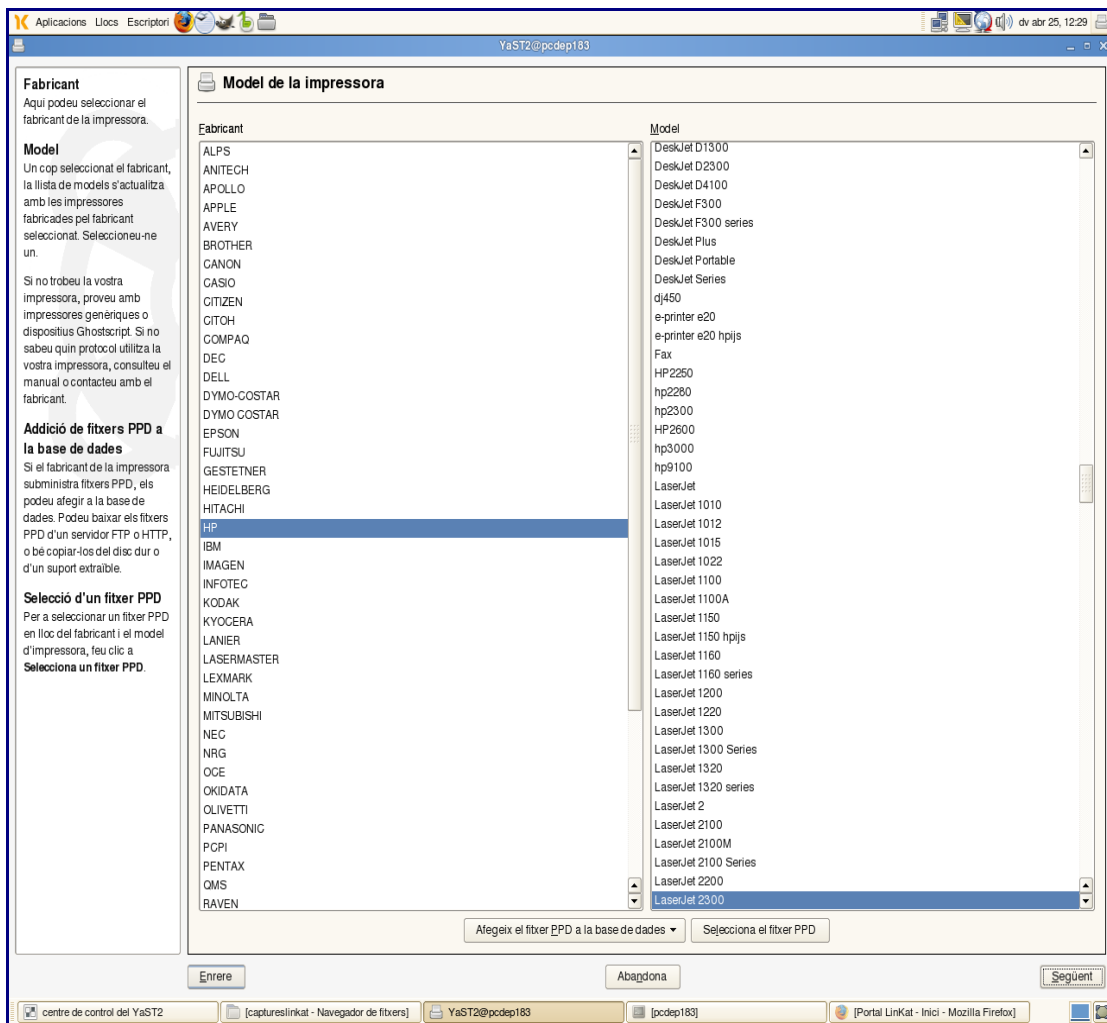 Aplicacions Llocs Escriptori
dv abr 25, 12:29
YaST2@pcdep183
Fabricant
Aquí podeu seleccionar el
fabricant de la impressora.
Model
Un cop seleccionat el fabricant,
la llista de models s'actualitza
amb les impressores
fabricades pel fabricant
seleccionat. Seleccioneu-ne
un.
Si no trobeu la vostra
impressora, proveu amb
impressores genèriques o
dispositius Ghostscript. Si no
sabeu quin protocol utilitza la
vostra impressora, consulteu el
manual o contacteu amb el
fabricant.
Addició de fitxers PPD a
la base de dades
Si el fabricant de la impressora
subministra fitxers PPD, els
podeu afegir a la base de
dades. Podeu baixar els fitxers
PPD d'un servidor FTP o HTTP,
o bé copiar-los del disc dur o
d'un suport extraïble.
Selecció d'un fitxer PPD
Per a seleccionar un fitxer PPD
en lloc del fabricant i el model
d'impressora, feu clic a
Selecciona un fitxer PPD.
Model de la impressora
Fabricant
ALPS
ANITECH
APOLLO
APPLE
AVERY
BROTHER
CANON
CASIO
CITIZEN
CITOH
COMPAQ
DEC
DELL
DYMO-COSTAR
DYMO COSTAR
EPSON
FUJITSU
GESTETNER
HEIDELBERG
HITACHI
HP
IBM
IMAGEN
INFOTEC
KODAK
KYOCERA
LANIER
LASERMASTER
LEXMARK
MINOLTA
MITSUBISHI
NEC
NRG
OCE
OKIDATA
OLIVETTI
PANASONIC
PCPI
PENTAX
QMS
RAVEN
Model
DeskJet D1300
DeskJet D2300
DeskJet D4100
DeskJet F300
DeskJet F300 series
DeskJet Plus
DeskJet Portable
DeskJet Series
dj450
e-printer e20
e-printer e20 hpijs
Fax
HP2250
hp2280
hp2300
HP2600
hp3000
hp9100
LaserJet
LaserJet 1010
LaserJet 1012
LaserJet 1015
LaserJet 1022
LaserJet 1100
LaserJet 1100A
LaserJet 1150
LaserJet 1150 hpijs
LaserJet 1160
LaserJet 1160 series
LaserJet 1200
LaserJet 1220
LaserJet 1300
LaserJet 1300 Series
LaserJet 1320
LaserJet 1320 series
LaserJet 2
LaserJet 2100
LaserJet 2100M
LaserJet 2100 Series
LaserJet 2200
LaserJet 2300
Afegeix el fitxer PPD a la base de dades
Selecciona el fitxer PPD
Enrere
Abandona
Següent
centre de control del YaST2
[captureslinkat - Navegador de fitxers]
YaST2@pcdep183
[pcdep183]
[Portal LinKat - Inici - Mozilla Firefox]